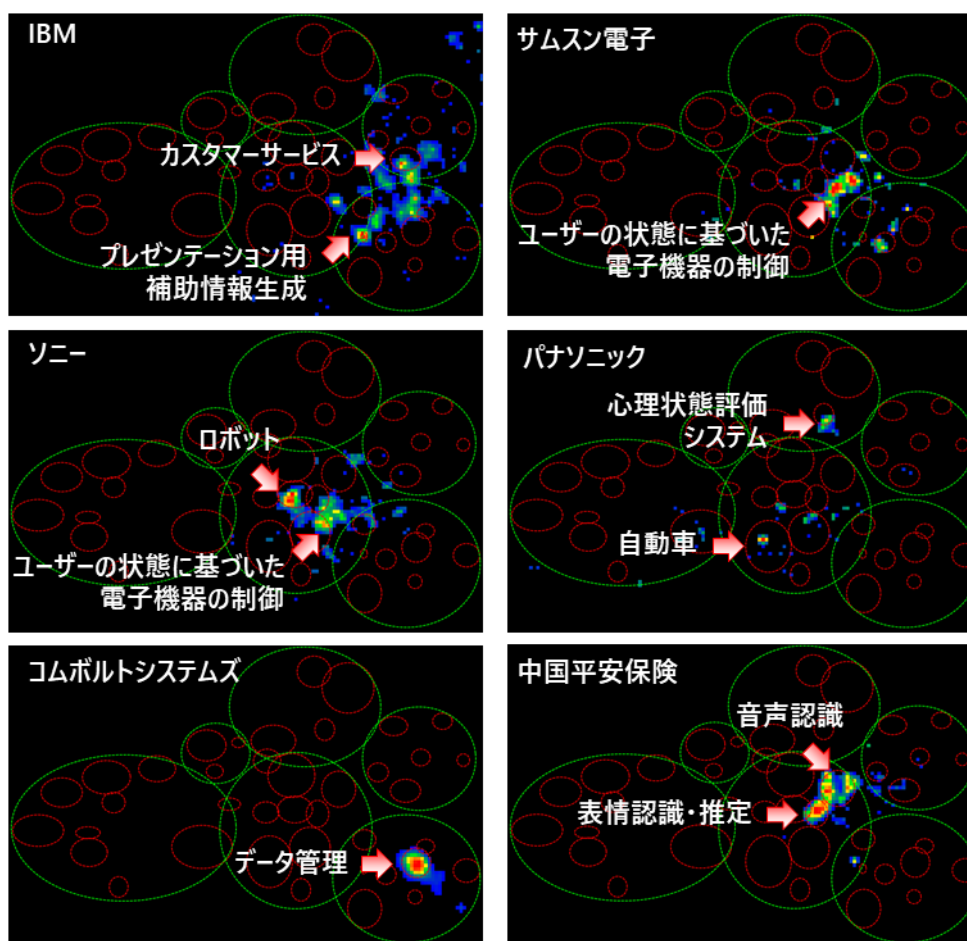 IBM
カスタマーサービス
プレゼンテーション用
補助情報生成
サムスン電子
ユーザーの状態に基づいた
電子機器の制御
ソニー
ロボット
ユーザーの状態に基づいた
電子機器の制御
パナソニック
心理状態評価
システム
自動車
コムボルトシステムズ
データ管理
中国平安保険
音声認識
表情認識・推定